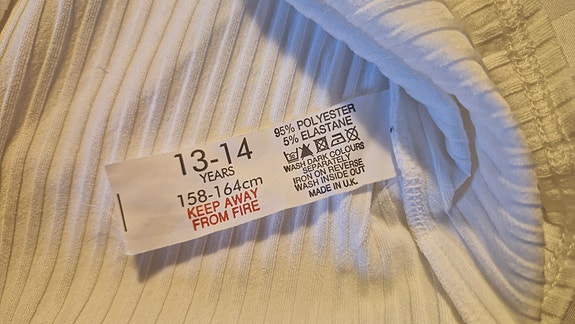 13-14
YEARS
158-164cm
KEEP AWAY
FROM FIRE
95% POLYESTER
5% ELASTANE
WASH DARK COLOURS
SEPARATELY
IRON ON REVERSE
WASH INSIDE OUT
MADE IN U.K.